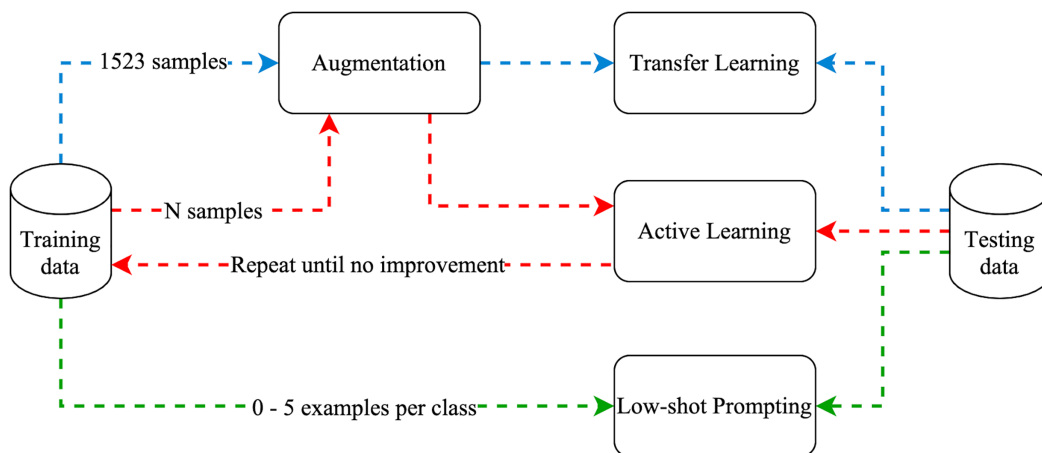 1523 samples
Augmentation
Transfer Learning
N samples
Training
data
Active Learning
Testing
data
Repeat until no improvement
0 - 5 examples per class
Low-shot Prompting